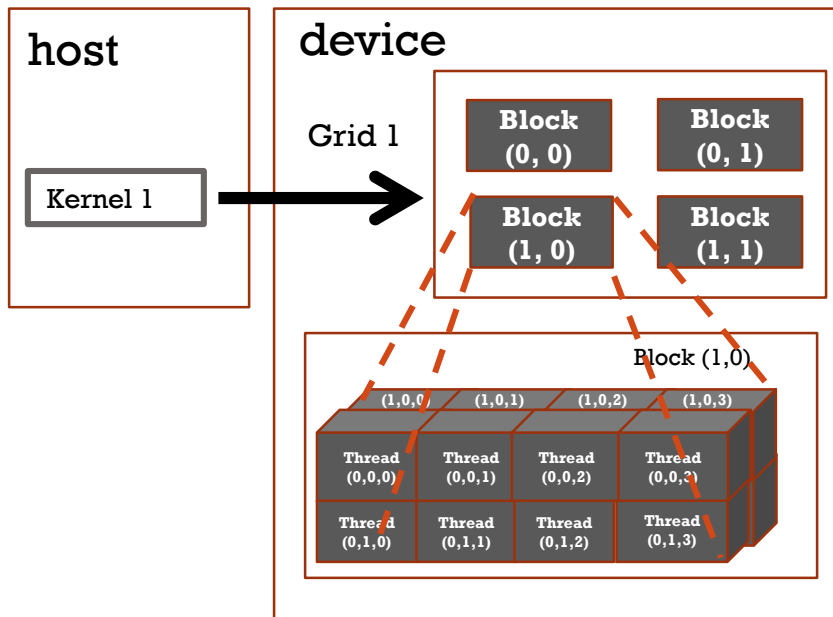 host
device
Grid 1
Kernel 1
Block
(0, 0)
Block
(0, 1)
Block
(1, 0)
Block
(1, 1)
Block (1,0)
(1,0,0)
(1,0,1)
(1,0,2)
(1,0,3)
Thread
(0,0,0)
Thread
(0,0,1)
Thread
(0,0,2)
Thread
(0,0,3)
Thread
(0,1,0)
Thread
(0,1,1)
Thread
(0,1,2)
Thread
(0,1,3)